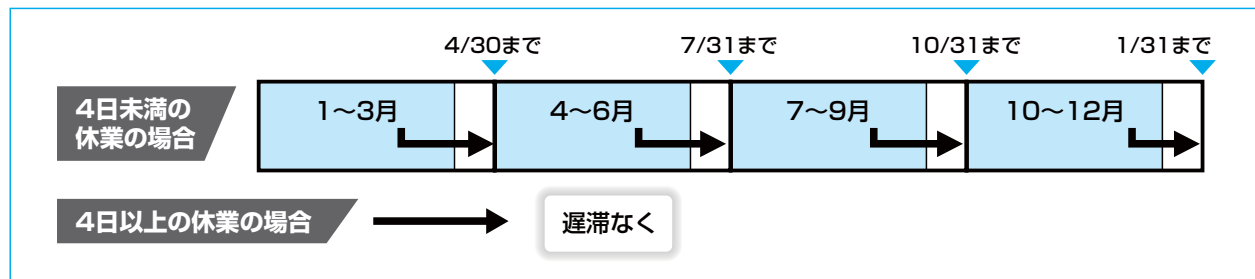 4/30まで 7/31まで 10/31まで 1/31まで
4日未満の
休業の場合
1〜3月 4〜6月 7〜9月 10〜12月
4日以上の休業の場合 遅滞なく